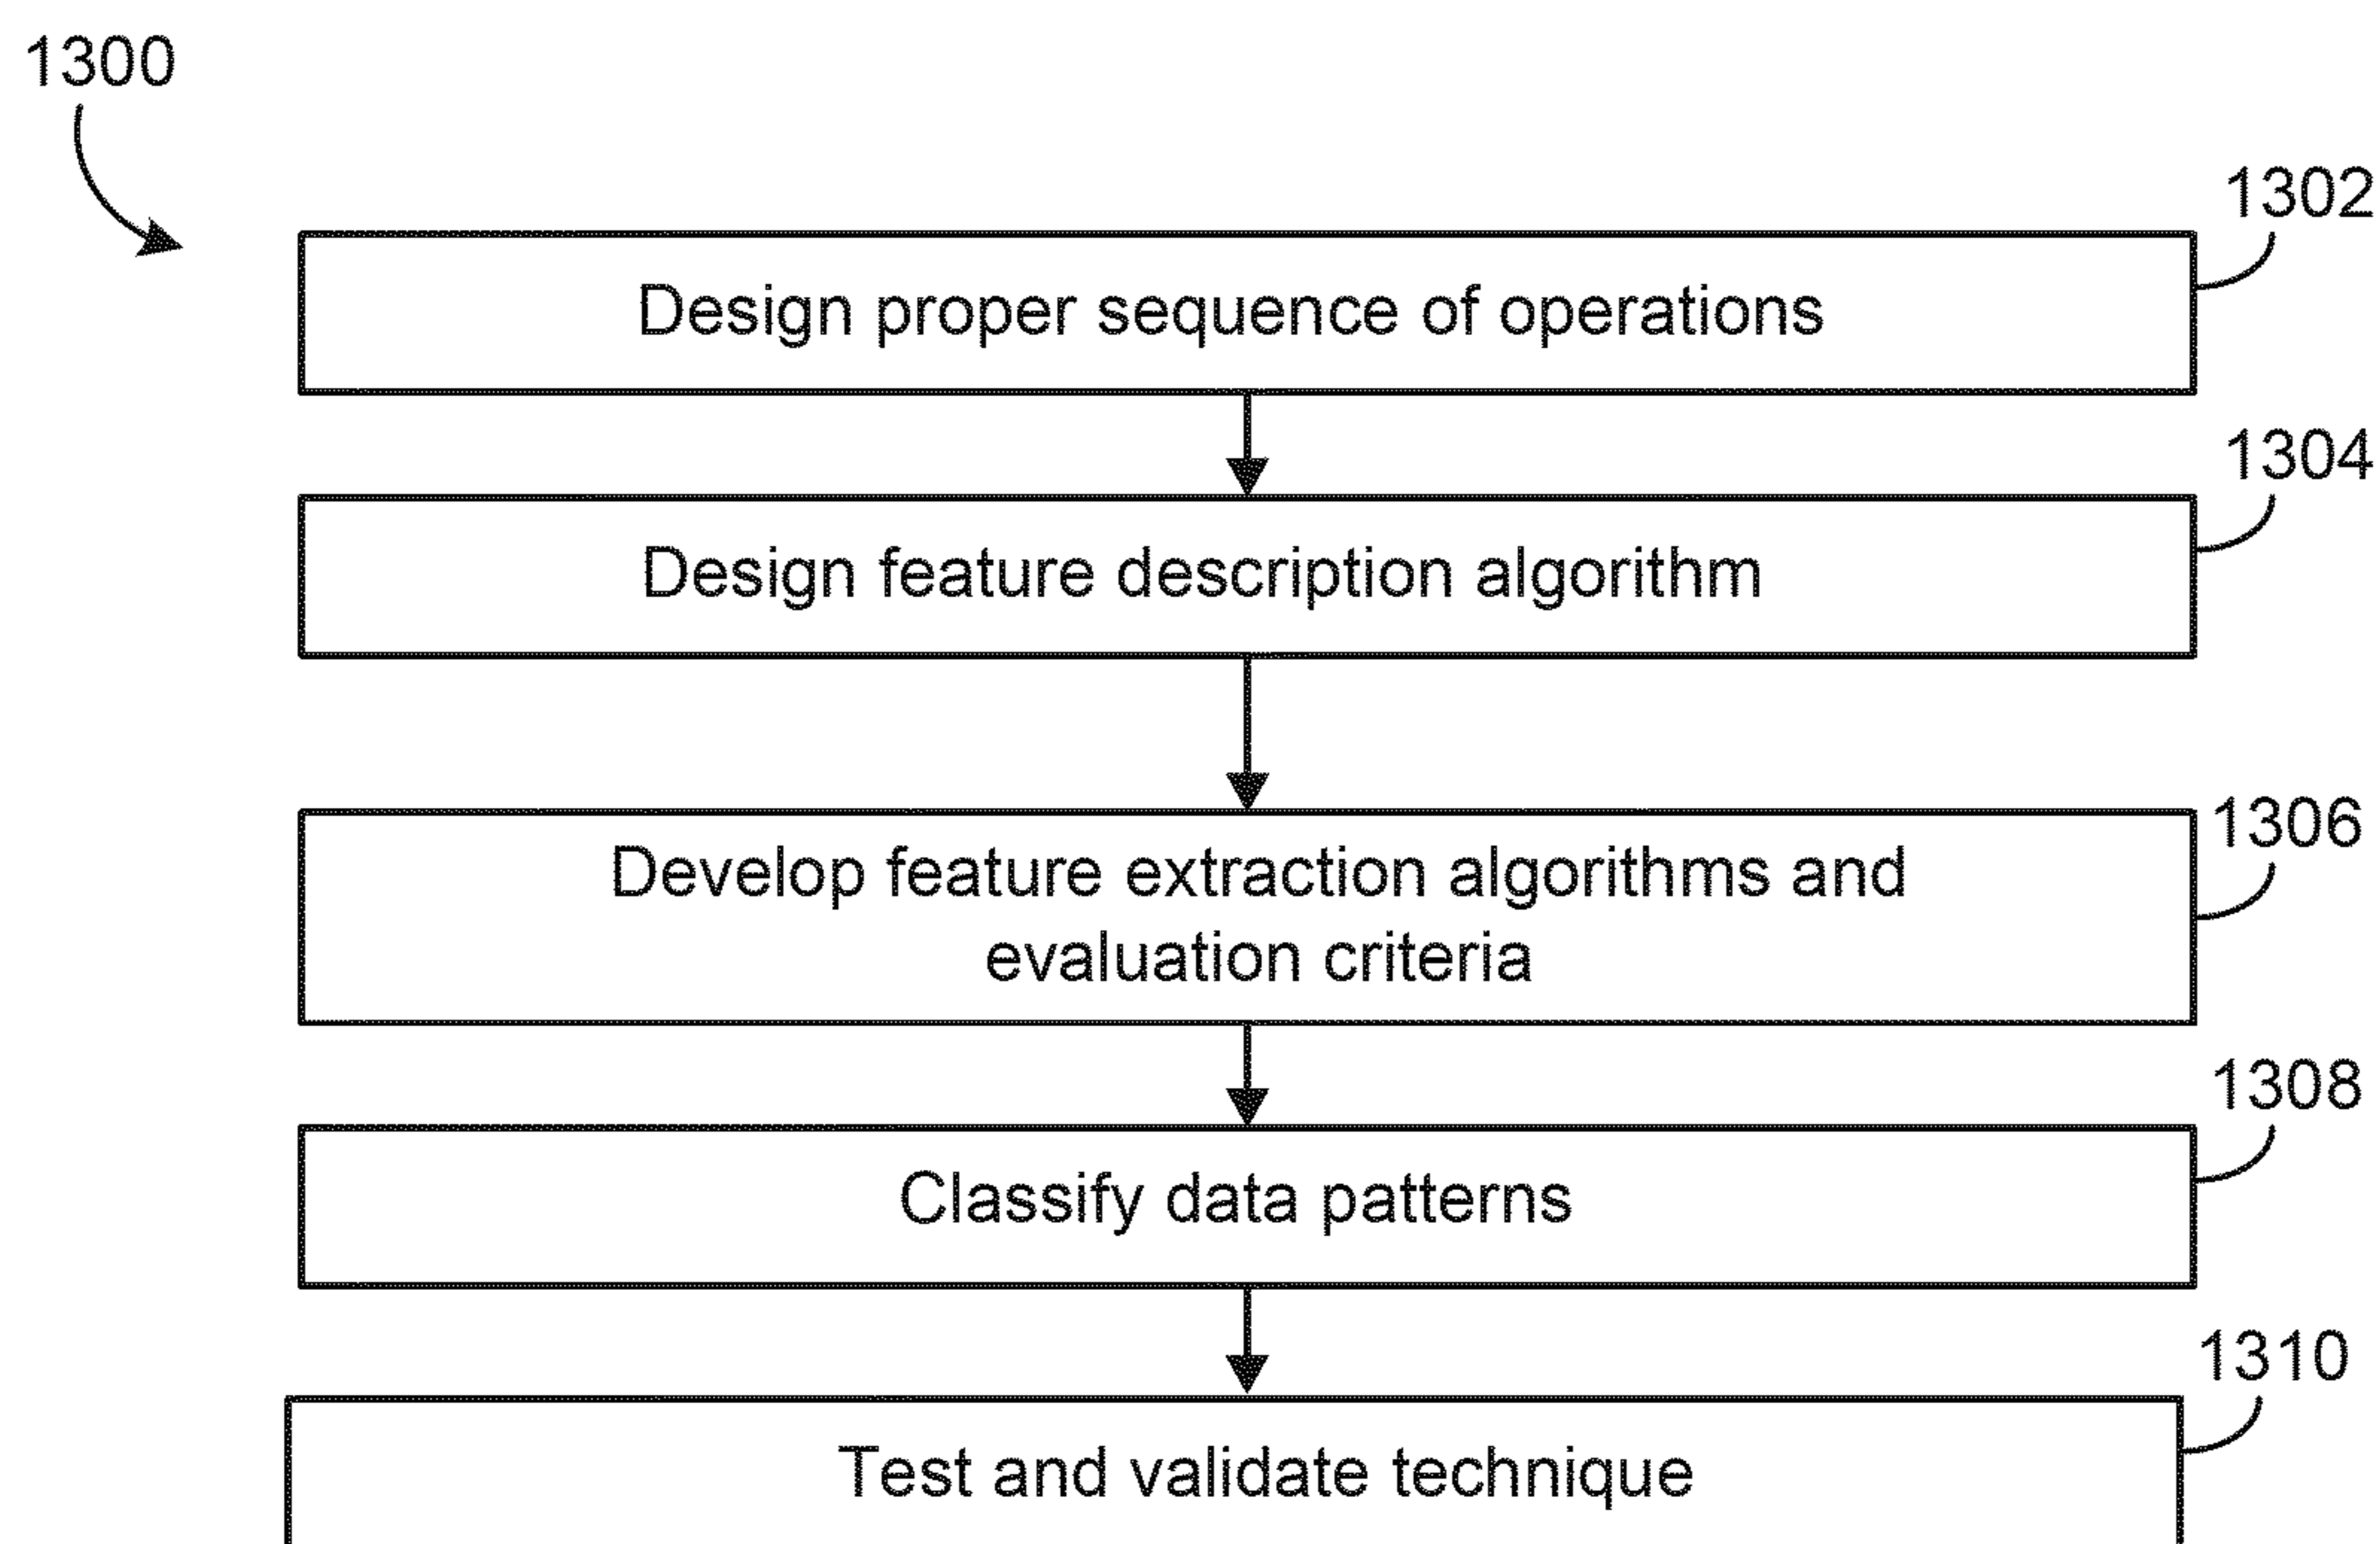 1300
1302
Design proper sequence of operations
1304
Design feature description algorithm
1306
Develop feature extraction algorithms and
evaluation criteria
1308
Classify data patterns
1310
Test and validate technique